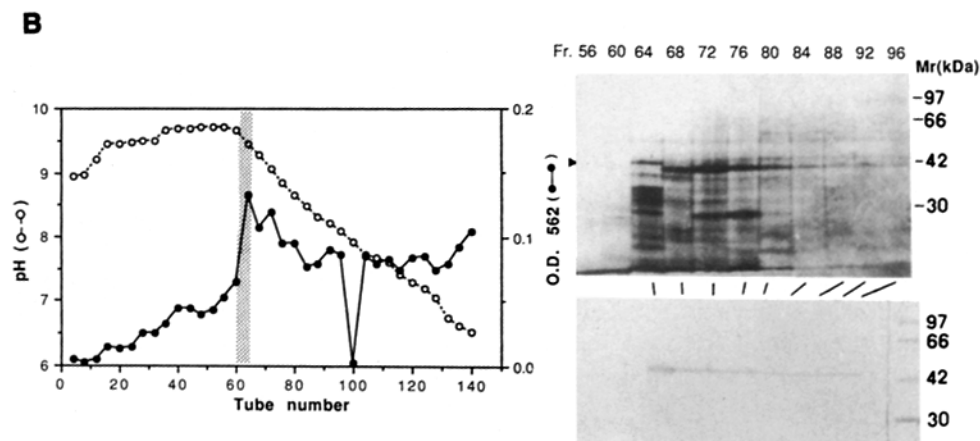 B
Fr. 56 60 64 68 72 76 80 84 88 92 96
Mr(kDa)
-97
-66
-42
-30
10
9
8
7
6
pH (o--o)
0.2
0.1
0.0
O.D. 562 (●—●)
0 20 40 60 80 100 120 140
Tube number
97
66
42
30